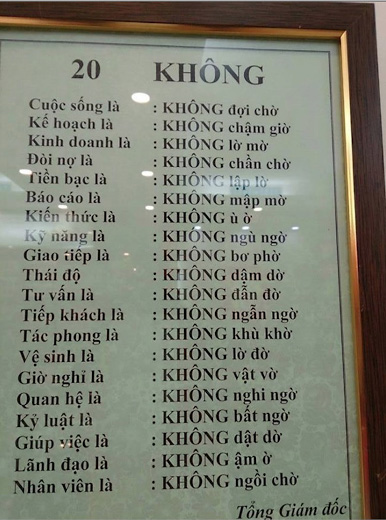 20 KHÔNG
Cuộc sống là : KHÔNG đợi chờ
Kế hoạch là : KHÔNG chậm giờ
Kinh doanh là : KHÔNG lờ mờ
Đòi nợ là : KHÔNG chần chờ
Tiền bạc là : KHÔNG lập lờ
Báo cáo là : KHÔNG mập mờ
Kiến thức là : KHÔNG ù ờ
Kỹ năng là : KHÔNG ngù ngờ
Giao tiếp là : KHÔNG bơ phờ
Thái độ : KHÔNG dậm dờ
Tư vấn là : KHÔNG đẫn đờ
Tiếp khách là : KHÔNG ngẫn ngờ
Tác phong là : KHÔNG khù khờ
Vệ sinh là : KHÔNG lờ đờ
Giờ nghỉ là : KHÔNG vật vờ
Quan hệ là : KHÔNG nghi ngờ
Kỷ luật là : KHÔNG bất ngờ
Giúp việc là : KHÔNG dật dờ
Lãnh đạo là : KHÔNG ậm ờ
Nhân viên là : KHÔNG ngồi chờ
Tổng Giám đốc